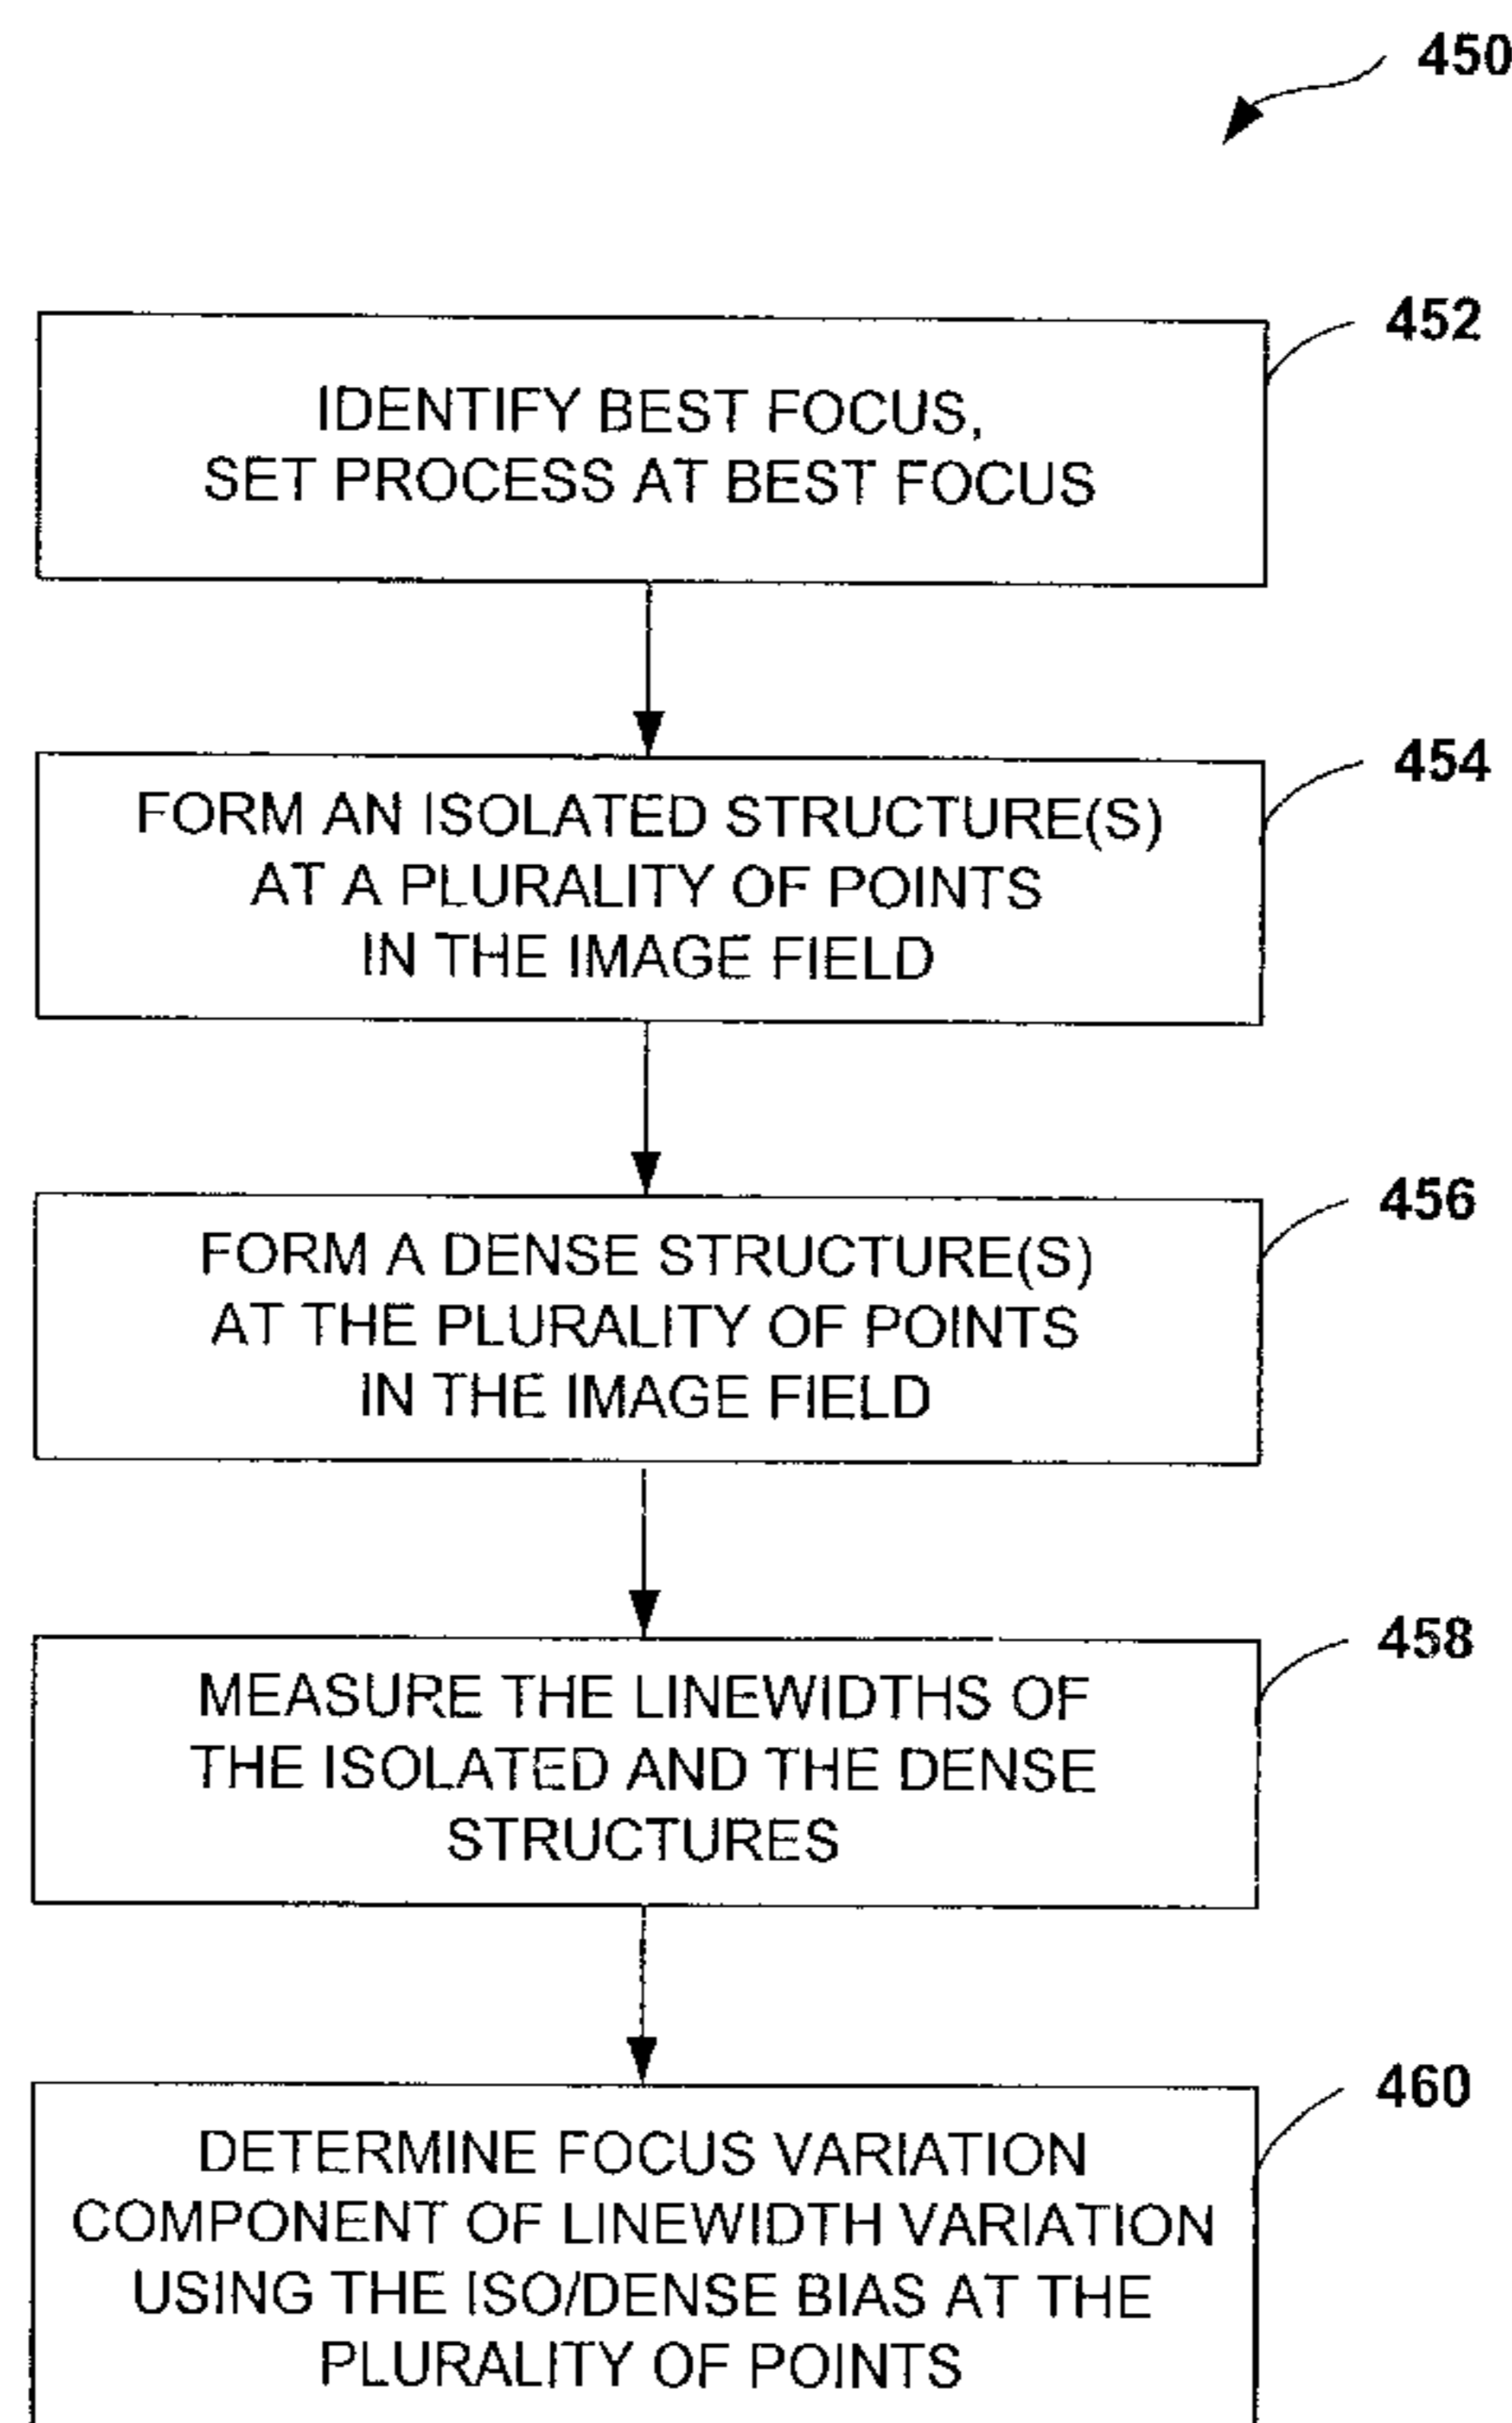 450
452
IDENTIFY BEST FOCUS,
SET PROCESS AT BEST FOCUS
454
FORM AN ISOLATED STRUCTURE(S)
AT A PLURALITY OF POINTS
IN THE IMAGE FIELD
456
FORM A DENSE STRUCTURE(S)
AT THE PLURALITY OF POINTS
IN THE IMAGE FIELD
458
MEASURE THE LINEWIDTHS OF
THE ISOLATED AND THE DENSE
STRUCTURES
460
DETERMINE FOCUS VARIATION
COMPONENT OF LINEWIDTH VARIATION
USING THE ISO/DENSE BIAS AT THE
PLURALITY OF POINTS